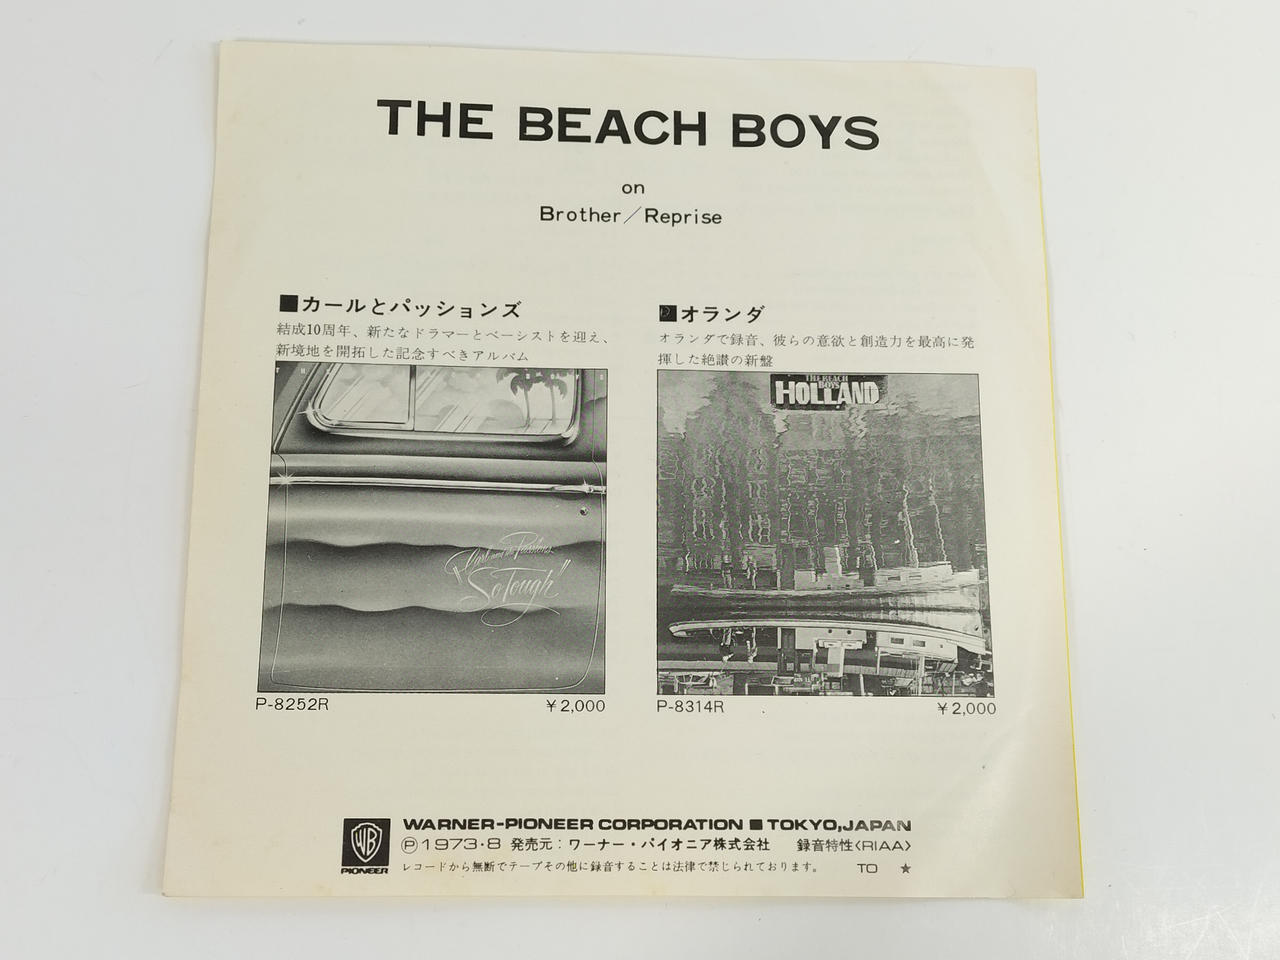 THE BEACH BOYS
on
Brother／Reprise
■カールとパッションズ
結成10周年、新たなドラマーとベーシストを迎え、
新境地を開拓した記念すべきアルバム
THE BEACH BOYS
"Carl and the Passions
So Tough"
P-8252R ￥2,000
■オランダ
オランダで録音、彼らの意欲と創造力を最高に発
揮した絶讃の新盤
THE BEACH
BOYS
HOLLAND
P-8314R ￥2,000
WB
PIONEER
WARNER-PIONEER CORPORATION ■ TOKYO,JAPAN
Ⓟ1973・8 発売元：ワーナー・パイオニア株式会社 録音特性〈RIAA〉
レコードから無断でテープその他に録音することは法律で禁じられております。 TO ★